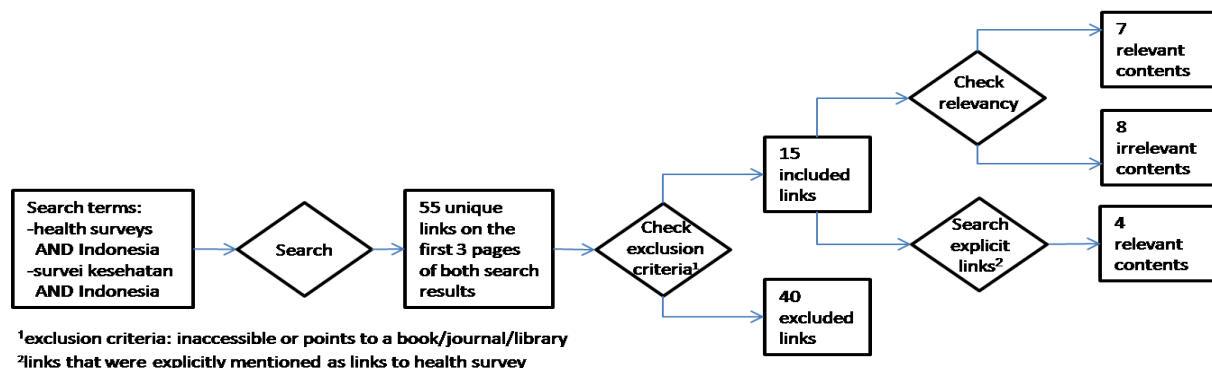 Search terms:
-health surveys
AND Indonesia
-survei kesehatan
AND Indonesia
Search
55 unique
links on the
first 3 pages
of both search
results
Check
exclusion
criteria¹
15
included
links
40
excluded
links
Check
relevancy
Search
explicit
links²
7
relevant
contents
8
irrelevant
contents
4
relevant
contents
¹exclusion criteria: inaccessible or points to a book/journal/library
²links that were explicitly mentioned as links to health survey